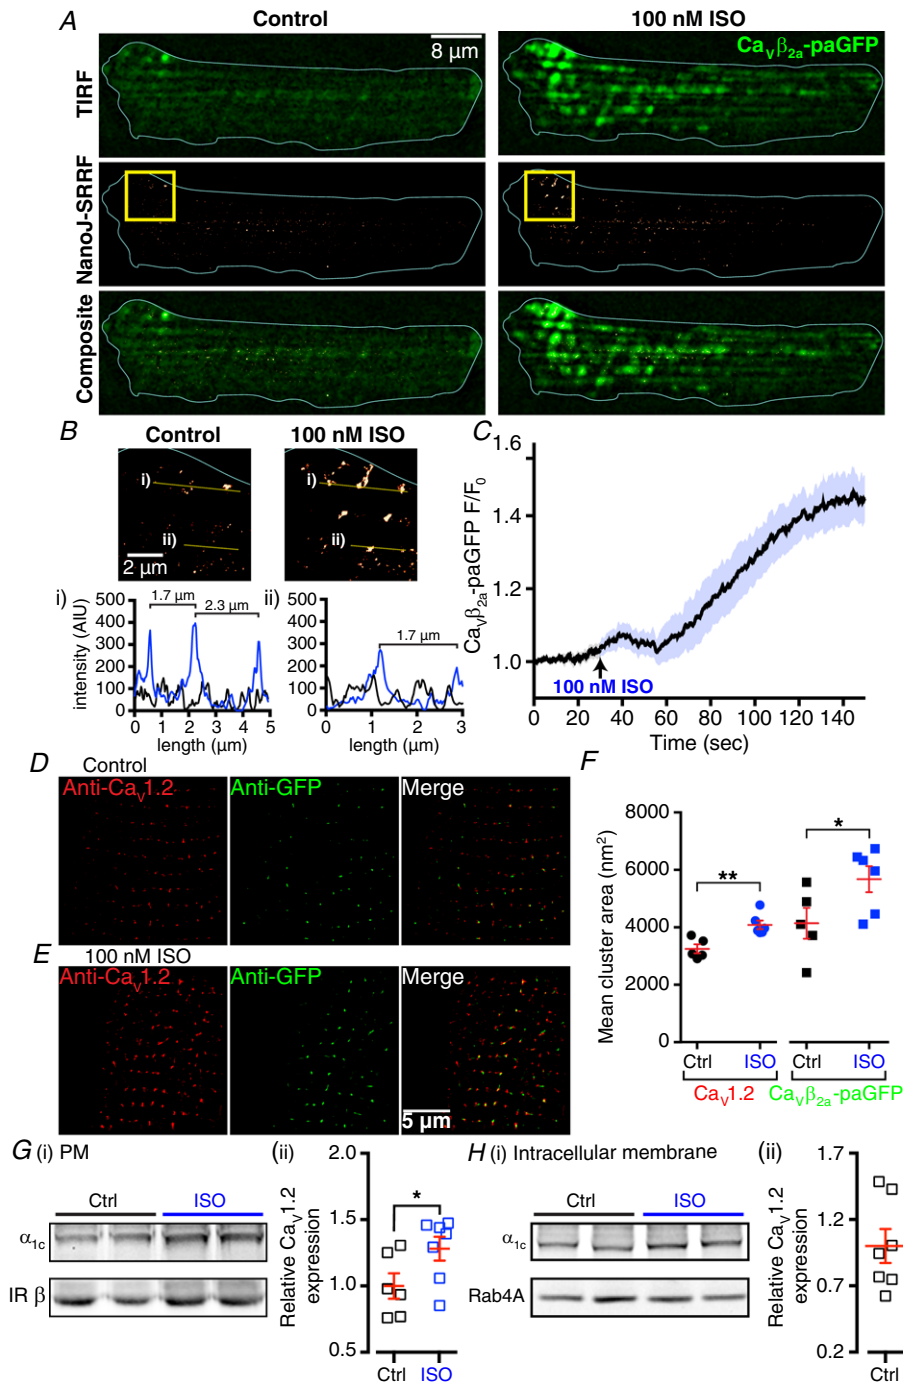 A Control 100 nM ISO
8 μm
CaVβ2a-paGFP
TIRF
NanoJ-SRRF
Composite
B Control 100 nM ISO
i)
ii)
2 μm
i)
ii)
i)
intensity (AIU)
500
400
300
200
100
0
1.7 μm
2.3 μm
0 1 2 3 4 5
length (μm)
ii)
500
400
300
200
100
0
1.7 μm
0 1 2 3
length (μm)
C
CaVβ2a-paGFP F/F0
1.6
1.4
1.2
1.0
100 nM ISO
0 20 40 60 80 100 120 140
Time (sec)
D Control
Anti-CaV1.2 Anti-GFP Merge
E 100 nM ISO
Anti-CaV1.2 Anti-GFP Merge
5 μm
F
Mean cluster area (nm2)
8000
6000
4000
2000
0
**
*
Ctrl ISO Ctrl ISO
CaV1.2 CaVβ2a-paGFP
G (i) PM
Ctrl ISO
α1c
IR β
(ii)
Relative CaV1.2
expression
2.0
1.5
1.0
0.5
*
Ctrl ISO
H (i) Intracellular membrane
Ctrl ISO
α1c
Rab4A
(ii)
Relative CaV1.2
expression
1.7
1.2
0.7
0.2
Ctrl